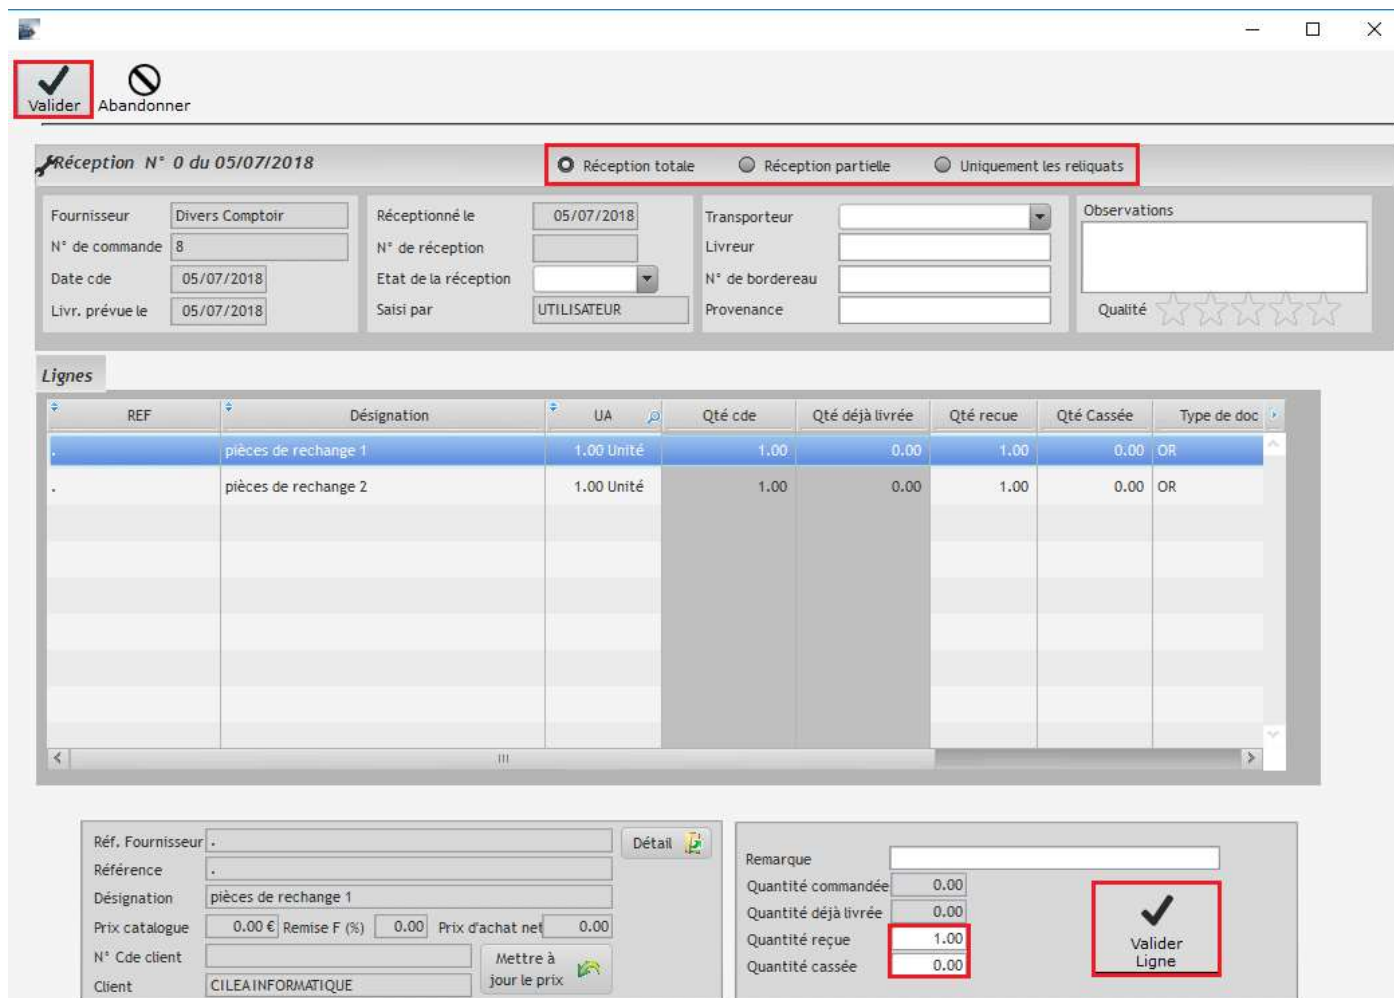 Valider Abandonner
Réception N° 0 du 05/07/2018 Réception totale Réception partielle Uniquement les reliquats
Fournisseur Divers Comptoir Réceptionné le 05/07/2018 Transporteur Observations
N° de commande 8 N° de réception Livreur
Date cde 05/07/2018 Etat de la réception N° de bordereau
Livr. prévue le 05/07/2018 Saisi par UTILISATEUR Provenance Qualité
Lignes
REF Désignation UA Qté cde Qté déjà livrée Qté recue Qté Cassée Type de doc
. pièces de rechange 1 1.00 Unité 1.00 0.00 1.00 0.00 OR
. pièces de rechange 2 1.00 Unité 1.00 0.00 1.00 0.00 OR
Réf. Fournisseur . Détail
Référence .
Désignation pièces de rechange 1
Prix catalogue 0.00 € Remise F (%) 0.00 Prix d'achat net 0.00
N° Cde client Mettre à
jour le prix
Client CILEA INFORMATIQUE
Remarque
Quantité commandée 0.00
Quantité déjà livrée 0.00
Quantité reçue 1.00
Quantité cassée 0.00
Valider
Ligne